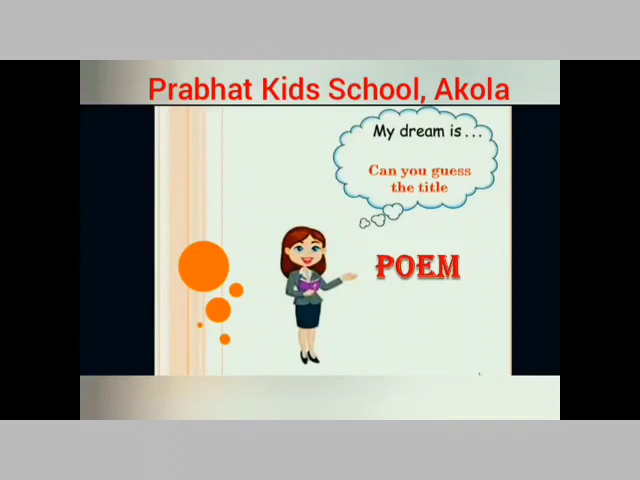 Prabhat Kids School, Akola
My dream is...
Can you guess
the title
POEM